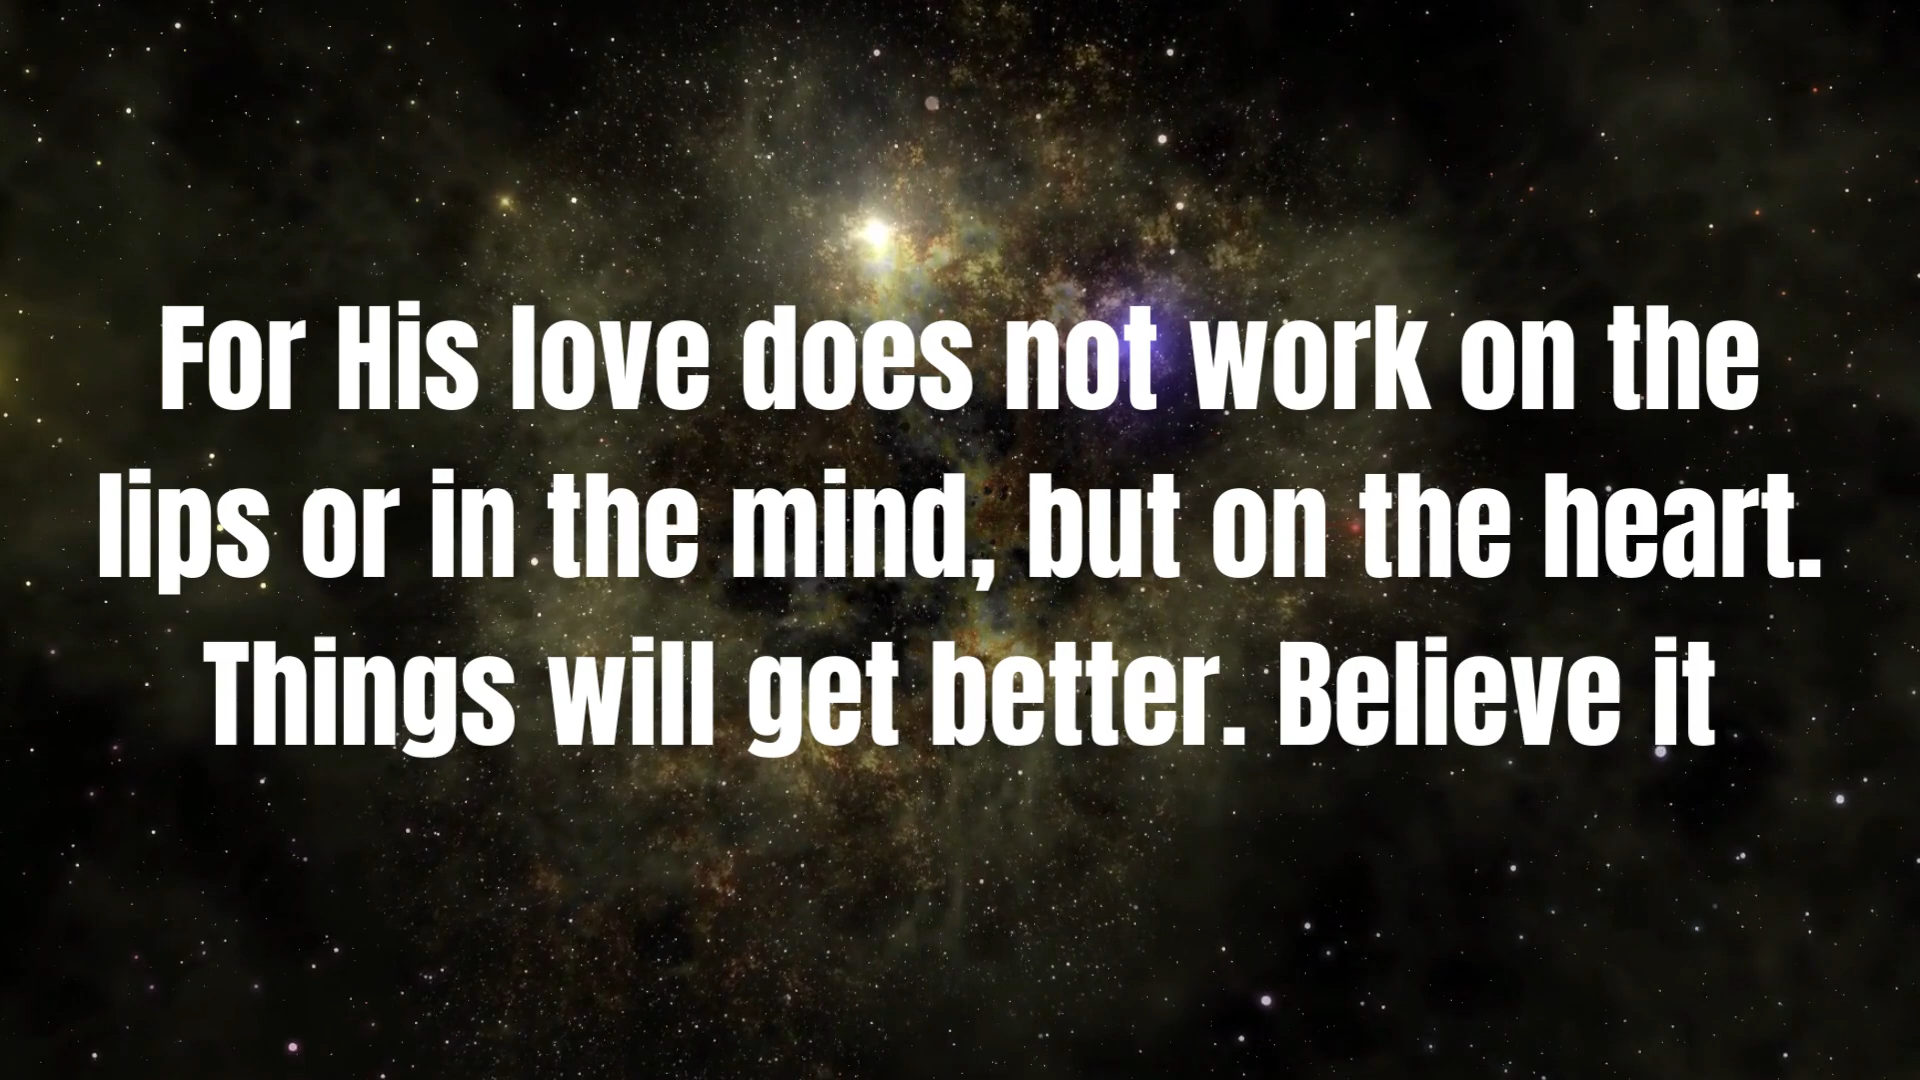 For His love does not work on the
lips or in the mind, but on the heart.
Things will get better. Believe it